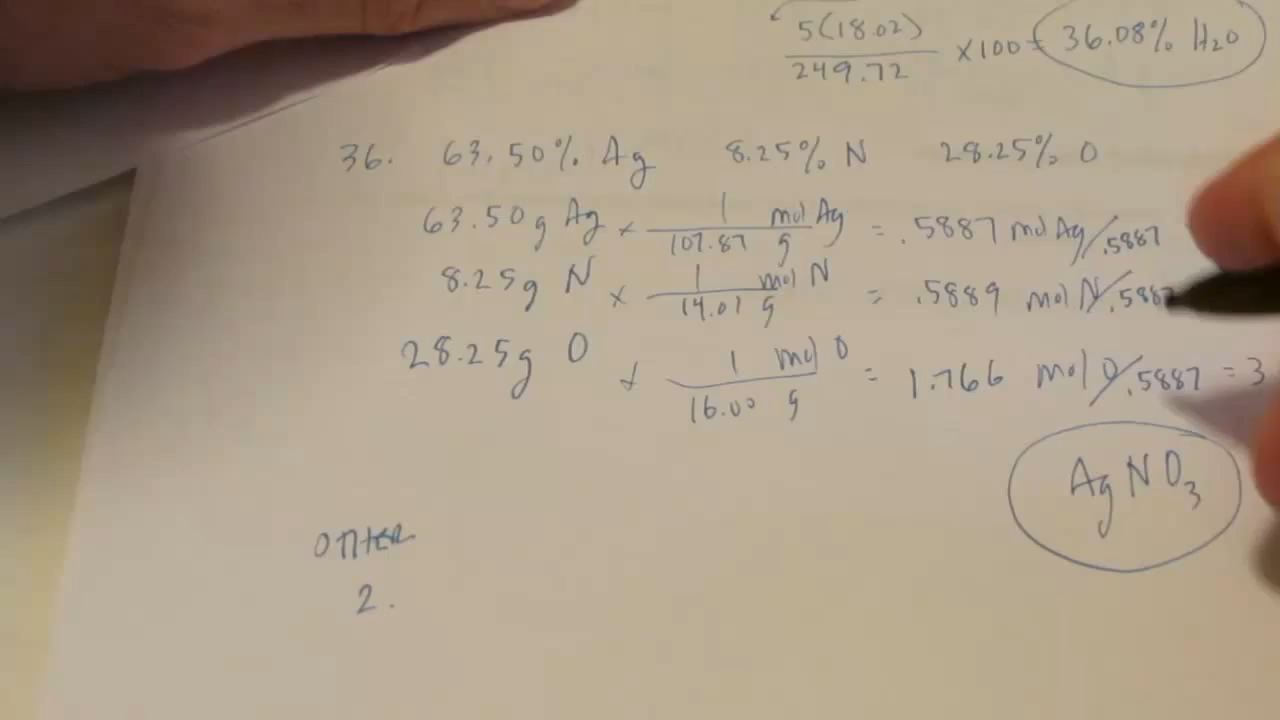 5(18.02)
249.72 x100 = 36.08% H2O
36. 63.50% Ag 8.25% N 28.25% O
63.50g Ag x 1 mol Ag / 107.87 g = .5887 mol Ag/.5887
8.25g N x 1 mol N / 14.01 g = .5889 mol N/.5887
28.25g O x 1 mol O / 16.00 g = 1.766 mol O/.5887 = 3
AgNO3
OTHER
2.